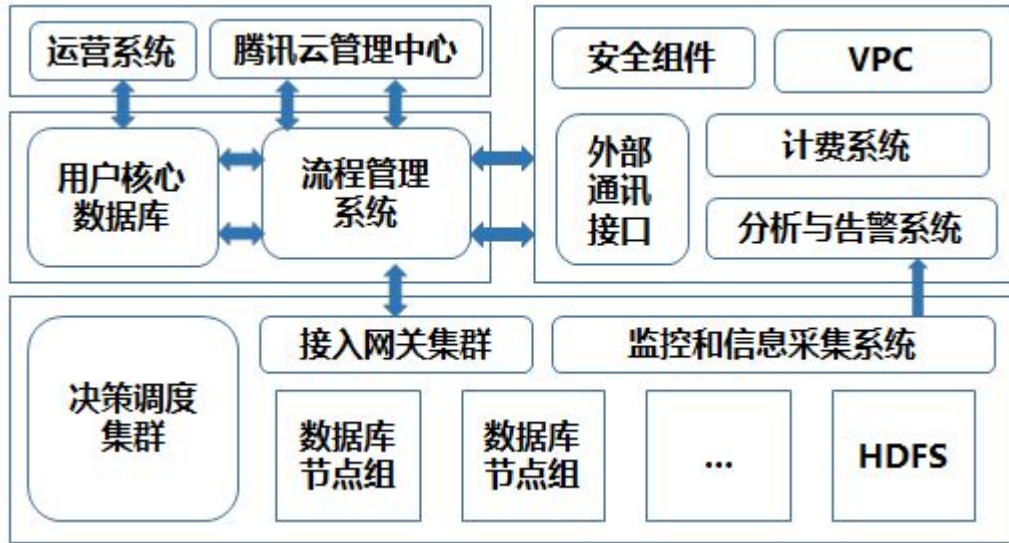 运营系统
腾讯云管理中心
用户核心
数据库
流程管理
系统
安全组件
VPC
外部
通讯
接口
计费系统
分析与告警系统
决策调度
集群
接入网关集群
监控和信息采集系统
数据库
节点组
数据库
节点组
...
HDFS